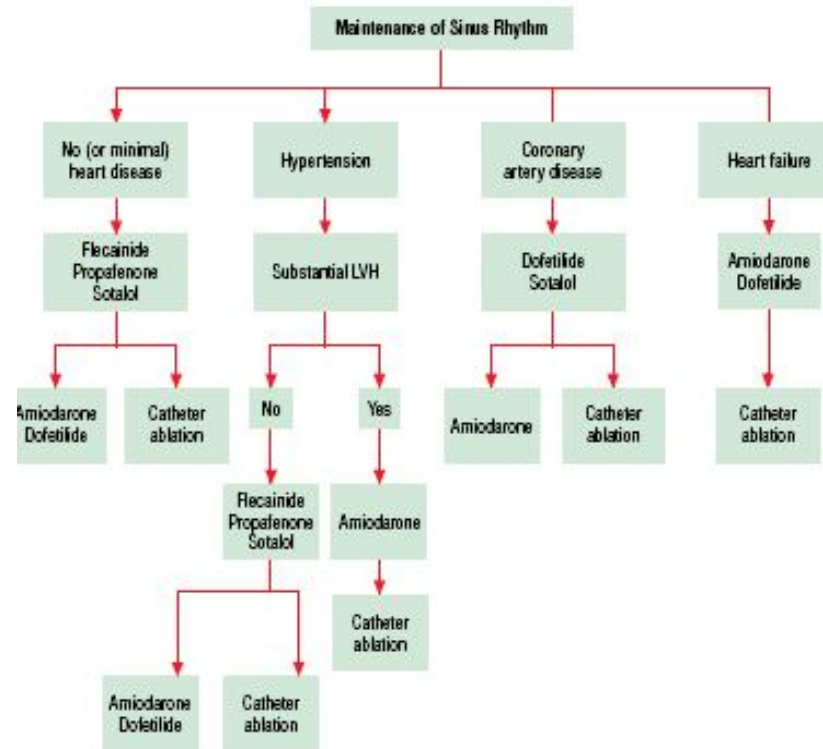 Maintenance of Sinus Rhythm
No (or minimal)
heart disease
Hypertension
Coronary
artery disease
Heart failure
Flecainide
Propafenone
Sotalol
Substantial LVH
Dofetilide
Sotalol
Amiodarone
Dofetilide
Amiodarone
Dofetilide
Catheter
ablation
No
Yes
Amiodarone
Catheter
ablation
Catheter
ablation
Flecainide
Propafenone
Sotalol
Amiodarone
Catheter
ablation
Amiodarone
Dofetilide
Catheter
ablation